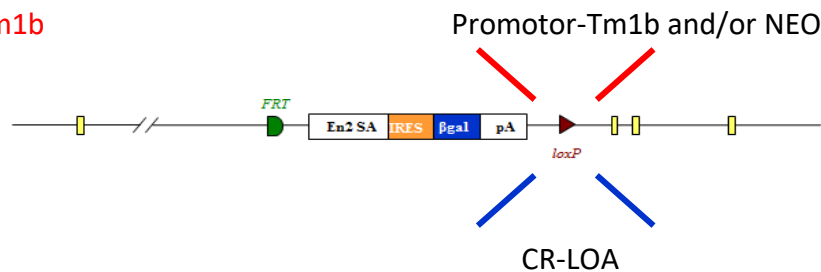 m1b
Promotor-Tm1b and/or NEO
FRT
En2 SA IRES βgal pA
loxP
CR-LOA